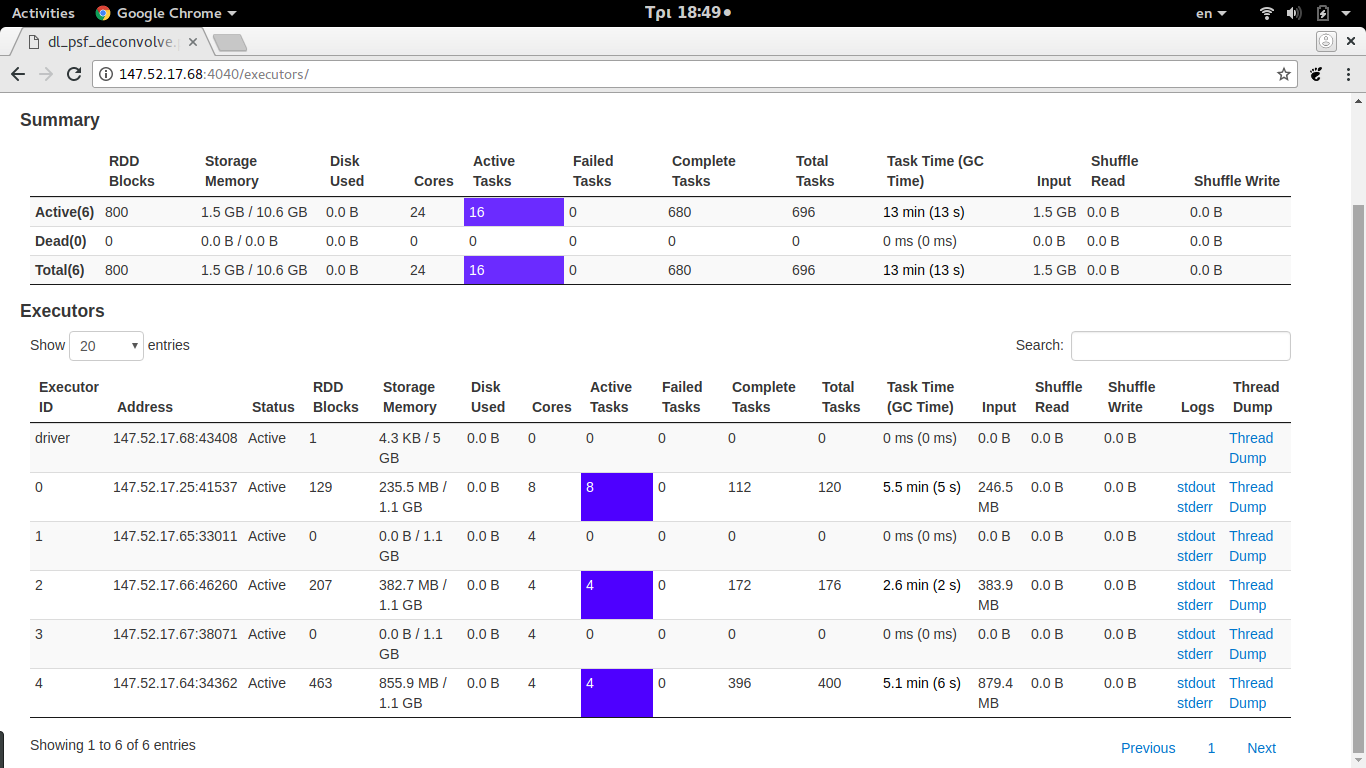 Activities Google Chrome Τρι 18:49 en
dl_psf_deconvolve.
147.52.17.68:4040/executors/
Summary
RDD Blocks Storage Memory Disk Used Cores Active Tasks Failed Tasks Complete Tasks Total Tasks Task Time (GC Time) Input Shuffle Read Shuffle Write
Active(6) 800 1.5 GB / 10.6 GB 0.0 B 24 16 0 680 696 13 min (13 s) 1.5 GB 0.0 B 0.0 B
Dead(0) 0 0.0 B / 0.0 B 0.0 B 0 0 0 0 0 0 ms (0 ms) 0.0 B 0.0 B 0.0 B
Total(6) 800 1.5 GB / 10.6 GB 0.0 B 24 16 0 680 696 13 min (13 s) 1.5 GB 0.0 B 0.0 B
Executors
Show 20 entries Search:
Executor ID Address Status RDD Blocks Storage Memory Disk Used Cores Active Tasks Failed Tasks Complete Tasks Total Tasks Task Time (GC Time) Input Shuffle Read Shuffle Write Logs Thread Dump
driver 147.52.17.68:43408 Active 1 4.3 KB / 5 GB 0.0 B 0 0 0 0 0 0 ms (0 ms) 0.0 B 0.0 B 0.0 B Thread Dump
0 147.52.17.25:41537 Active 129 235.5 MB / 1.1 GB 0.0 B 8 8 0 112 120 5.5 min (5 s) 246.5 MB 0.0 B 0.0 B stdout stderr Thread Dump
1 147.52.17.65:33011 Active 0 0.0 B / 1.1 GB 0.0 B 4 0 0 0 0 0 ms (0 ms) 0.0 B 0.0 B 0.0 B stdout stderr Thread Dump
2 147.52.17.66:46260 Active 207 382.7 MB / 1.1 GB 0.0 B 4 4 0 172 176 2.6 min (2 s) 383.9 MB 0.0 B 0.0 B stdout stderr Thread Dump
3 147.52.17.67:38071 Active 0 0.0 B / 1.1 GB 0.0 B 4 0 0 0 0 0 ms (0 ms) 0.0 B 0.0 B 0.0 B stdout stderr Thread Dump
4 147.52.17.64:34362 Active 463 855.9 MB / 1.1 GB 0.0 B 4 4 0 396 400 5.1 min (6 s) 879.4 MB 0.0 B 0.0 B stdout stderr Thread Dump
Showing 1 to 6 of 6 entries Previous 1 Next